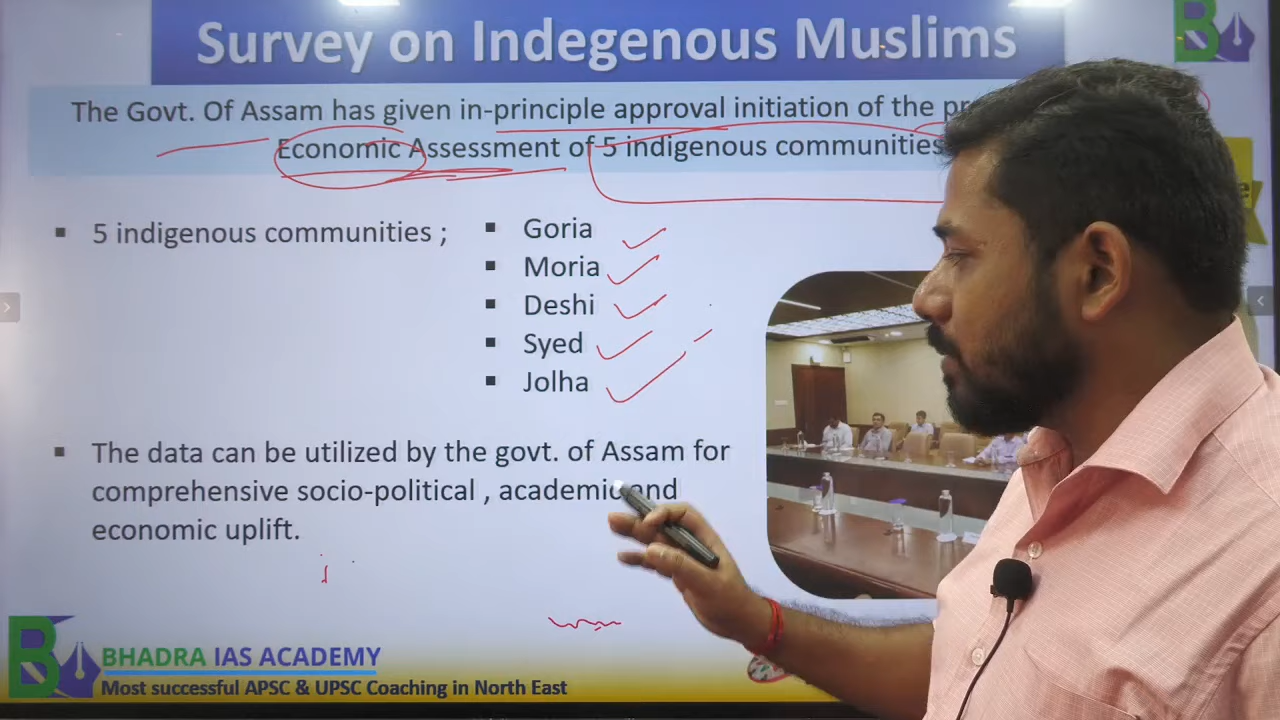 Survey on Indegenous Muslims
The Govt. Of Assam has given in-principle approval initiation of the
Economic Assessment of 5 indigenous communities
▪ 5 indigenous communities ;
▪ Goria
▪ Moria
▪ Deshi
▪ Syed
▪ Jolha
▪ The data can be utilized by the govt. of Assam for
comprehensive socio-political , academic and
economic uplift.
BHADRA IAS ACADEMY
Most successful APSC & UPSC Coaching in North East